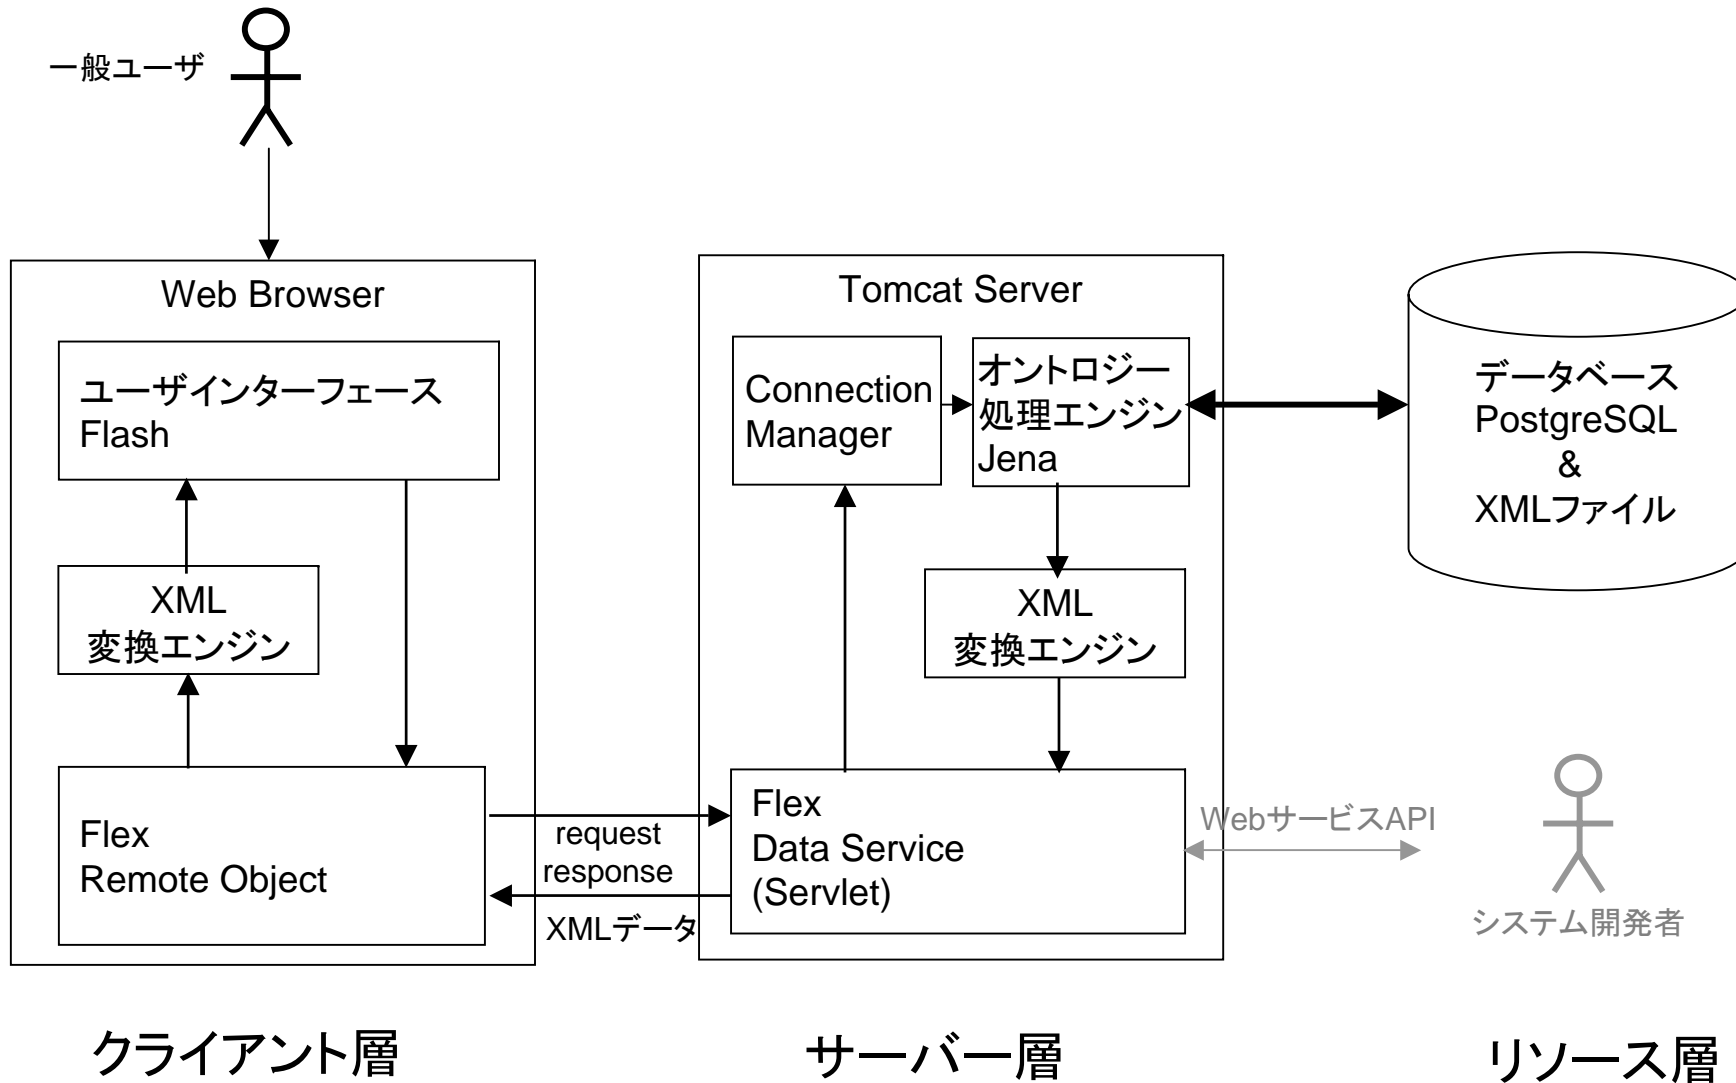 一般ユーザ
Web Browser
ユーザインターフェース
Flash
XML
変換エンジン
Flex
Remote Object
request
response
XMLデータ
Tomcat Server
Connection
Manager
オントロジー
処理エンジン
Jena
XML
変換エンジン
Flex
Data Service
(Servlet)
データベース
PostgreSQL
&
XMLファイル
WebサービスAPI
システム開発者
クライアント層
サーバー層
リソース層